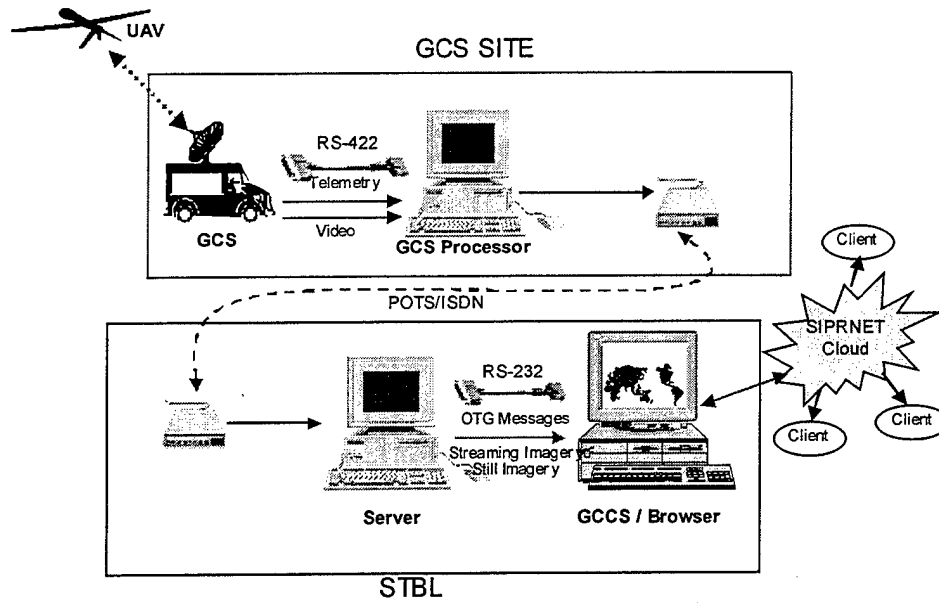 UAV
GCS SITE
RS-422
Telemetry
Video
GCS
GCS Processor
POTS/ISDN
Client
SIPRNET
Cloud
Client
Client
RS-232
OTG Messages
Streaming Imagery
Still Imagery
Server
GCCS / Browser
STBL